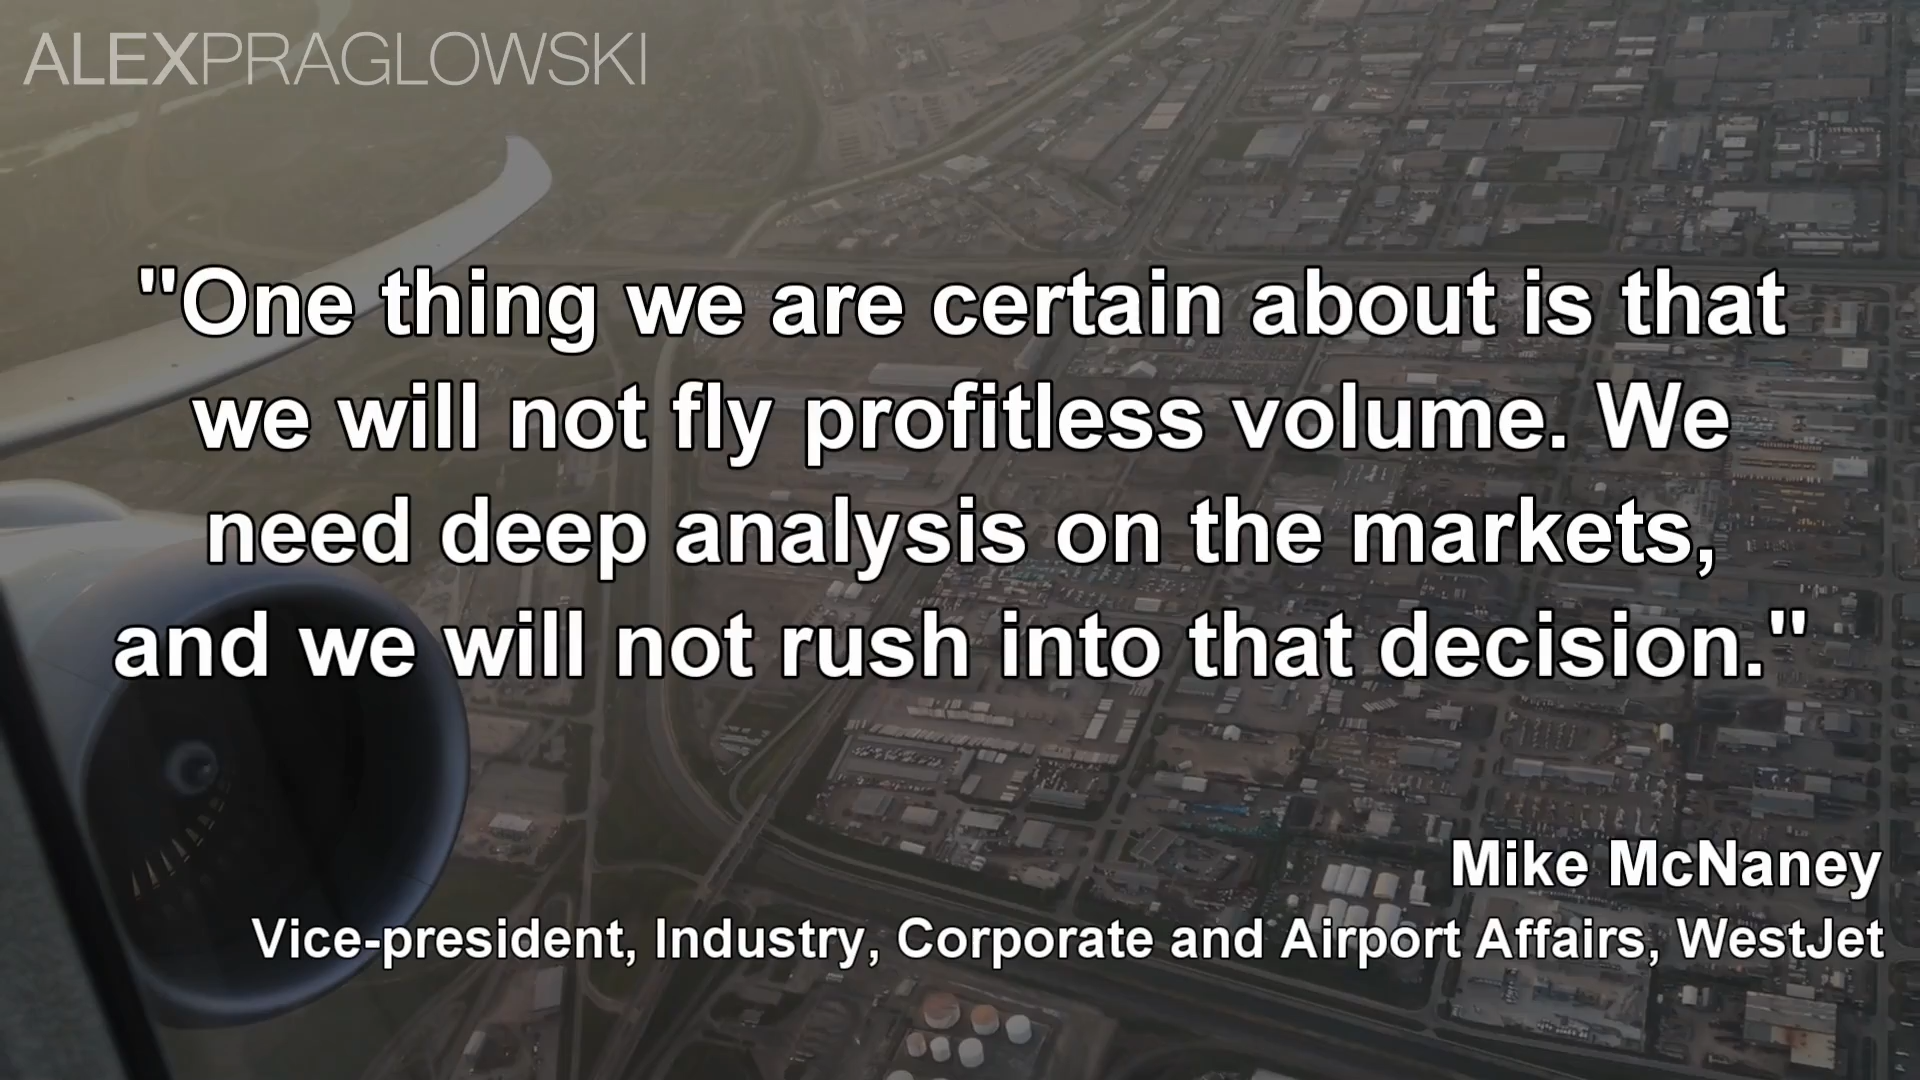 ALEXPRAGLOWSKI
"One thing we are certain about is that
we will not fly profitless volume. We
need deep analysis on the markets,
and we will not rush into that decision."
Mike McNaney
Vice-president, Industry, Corporate and Airport Affairs, WestJet